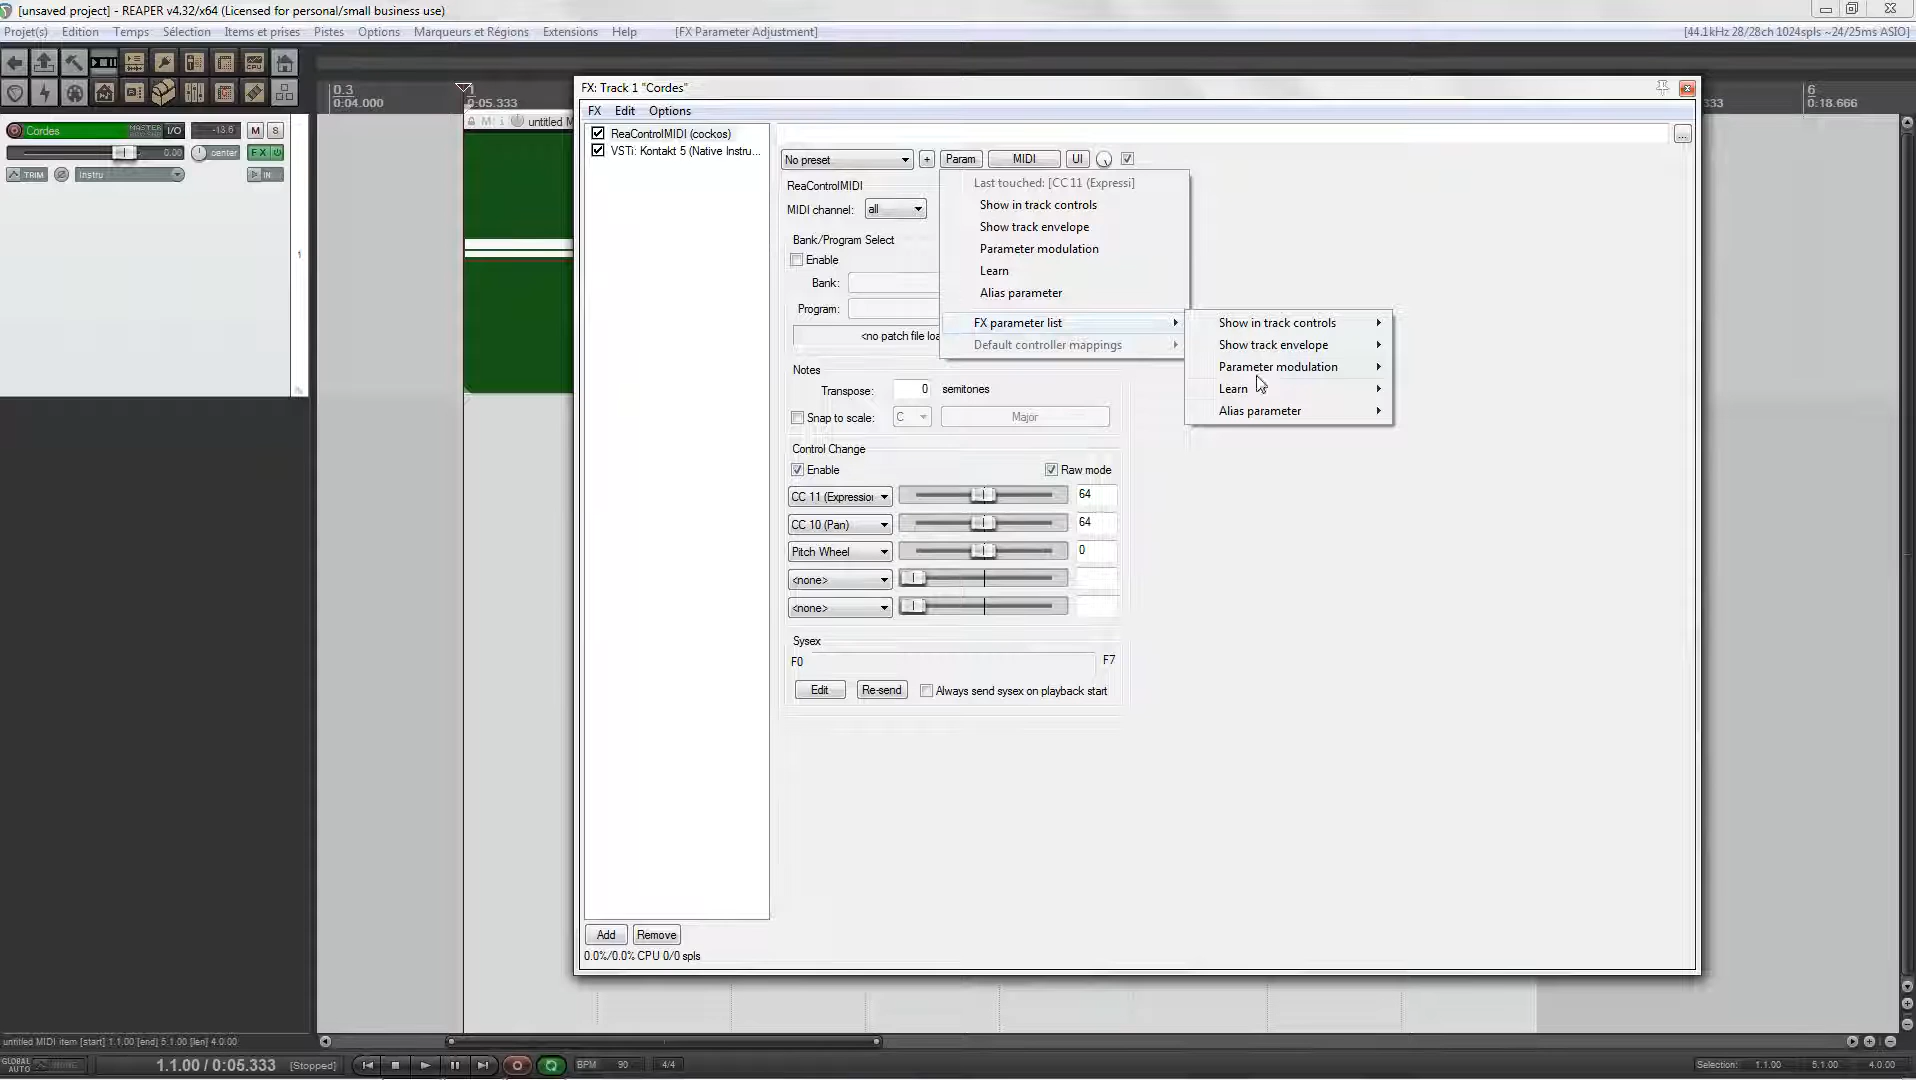 [unsaved project] - REAPER v4.32/x64 (Licensed for personal/small business use)
Projet(s) Edition Temps Sélection Items et prises Pistes Options Marqueurs et Régions Extensions Help [FX Parameter Adjustment] [44.1kHz 28/28ch 1024spls ~24/25ms ASIO]
0.3
0:04.000
1
0:05.333
333
6
0:18.666
Cordes MASTER I/O -13.6 M S
0.00 center FX
TRIM Instru IN
1
M i untitled M
FX: Track 1 "Cordes"
FX Edit Options
ReaControlMIDI (cockos)
VSTi: Kontakt 5 (Native Instru...
...
No preset + Param MIDI UI
ReaControlMIDI
MIDI channel: all
Bank/Program Select
Enable
Bank:
Program:
<no patch file loa
Last touched: [CC 11 (Expressi]
Show in track controls
Show track envelope
Parameter modulation
Learn
Alias parameter
FX parameter list
Default controller mappings
Show in track controls
Show track envelope
Parameter modulation
Learn
Alias parameter
Notes
Transpose: 0 semitones
Snap to scale: C Major
Control Change
Enable Raw mode
CC 11 (Expression 64
CC 10 (Pan) 64
Pitch Wheel 0
<none>
<none>
Sysex
F0 F7
Edit Re-send Always send sysex on playback start
Add Remove
0.0%/0.0% CPU 0/0 spls
untitled MIDI item [start] 1.1.00 [end] 5.1.00 [len] 4.0.00
GLOBAL
AUTO
1.1.00 / 0:05.333 [Stopped] BPM 90 4/4 Selection: 1.1.00 5.1.00 4.0.00